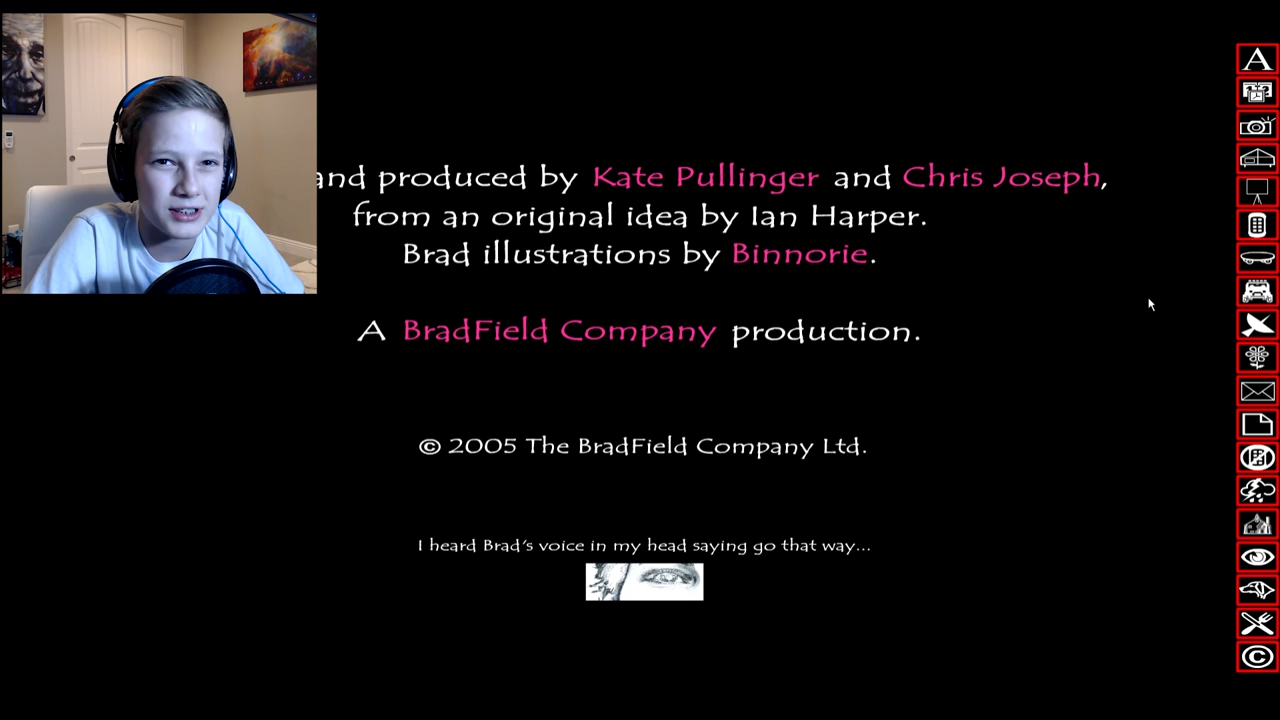 and produced by Kate Pullinger and Chris Joseph,
from an original idea by Ian Harper.
Brad illustrations by Binnorie.
A BradField Company production.
© 2005 The BradField Company Ltd.
I heard Brad's voice in my head saying go that way...
A
©